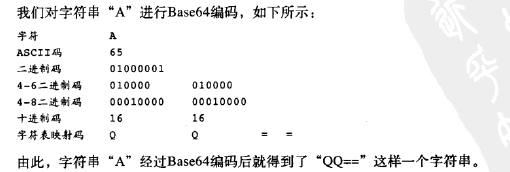 我们对字符串“A”进行Base64编码，如下所示：
字符 A
ASCII码 65
二进制码 01000001
4-6二进制码 010000 010000
4-8二进制码 00010000 00010000
十进制码 16 16
字符表映射码 Q Q = =
由此，字符串“A”经过Base64编码后就得到了“QQ==”这样一个字符串。